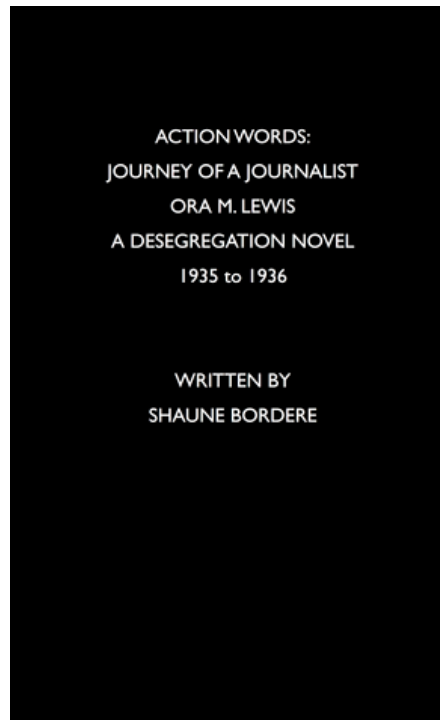 ACTION WORDS:
JOURNEY OF A JOURNALIST
ORA M. LEWIS
A DESEGREGATION NOVEL
1935 to 1936
WRITTEN BY
SHAUNE BORDERE